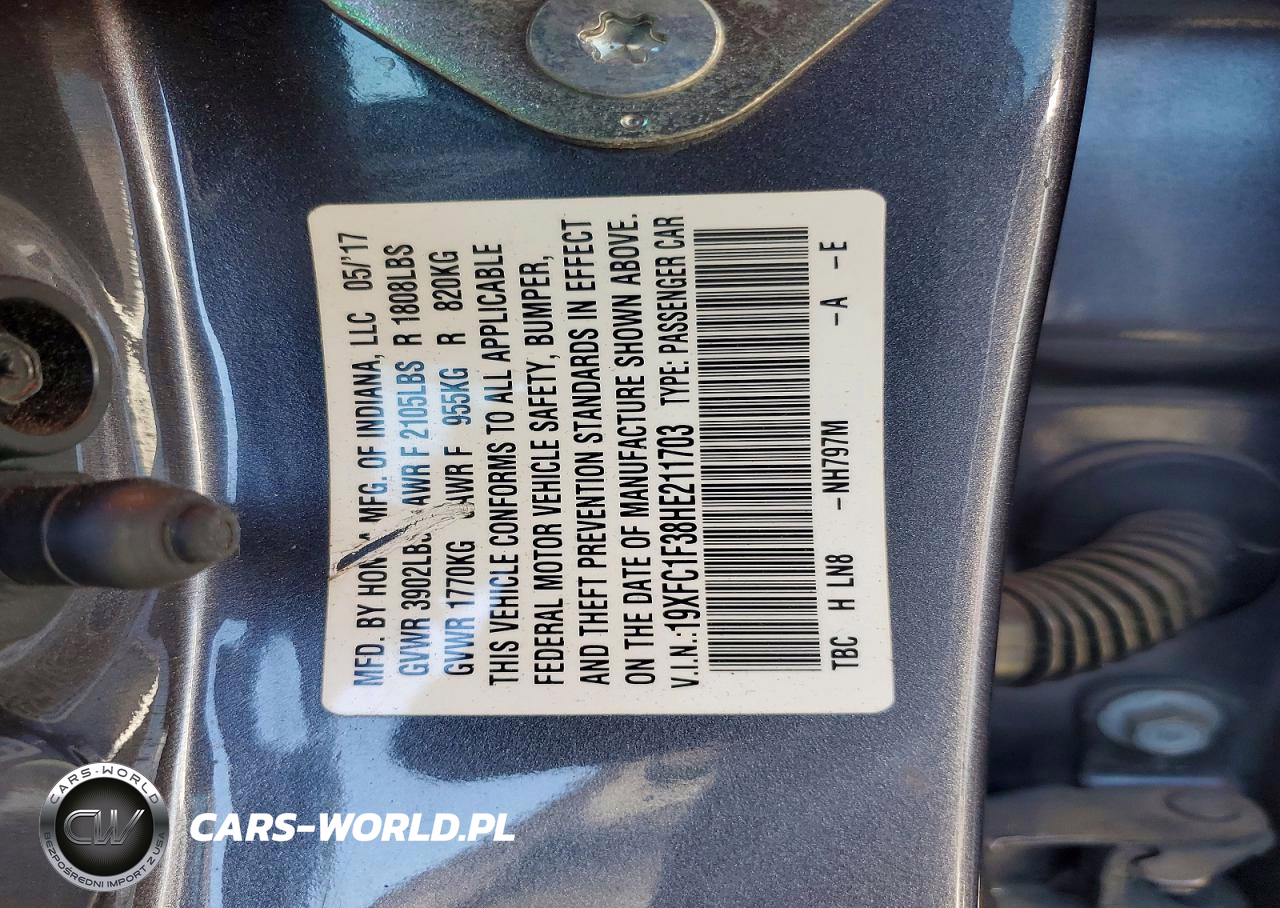 MFD. BY HONDA MFG. OF INDIANA, LLC 05/'17
GVWR 3902LBS GAWR F 2105LBS R 1808LBS
GVWR 1770KG GAWR F 955KG R 820KG
THIS VEHICLE CONFORMS TO ALL APPLICABLE
FEDERAL MOTOR VEHICLE SAFETY, BUMPER,
AND THEFT PREVENTION STANDARDS IN EFFECT
ON THE DATE OF MANUFACTURE SHOWN ABOVE.
V.I.N.:19XFC1F38HE211703 TYPE: PASSENGER CAR
TBC H LN8 -NH797M -A -E
CARS-WORLD
CW
BEZPOŚREDNI IMPORT Z USA
CARS-WORLD.PL